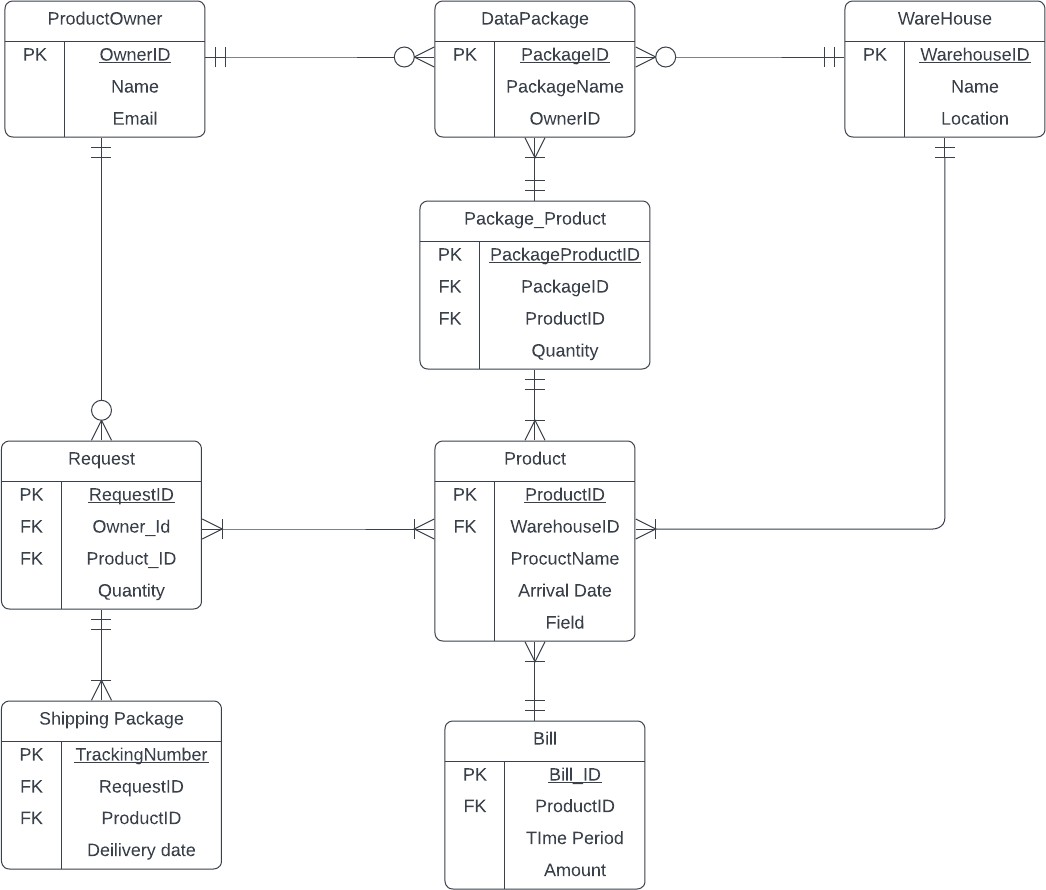 ProductOwner
PK OwnerID
Name
Email
DataPackage
PK PackageID
PackageName
OwnerID
WareHouse
PK WarehouseID
Name
Location
Package_Product
PK PackageProductID
FK PackageID
FK ProductID
Quantity
Request
PK RequestID
FK Owner_Id
FK Product_ID
Quantity
Product
PK ProductID
FK WarehouseID
ProcuctName
Arrival Date
Field
Shipping Package
PK TrackingNumber
FK RequestID
FK ProductID
Deilivery date
Bill
PK Bill_ID
FK ProductID
TIme Period
Amount